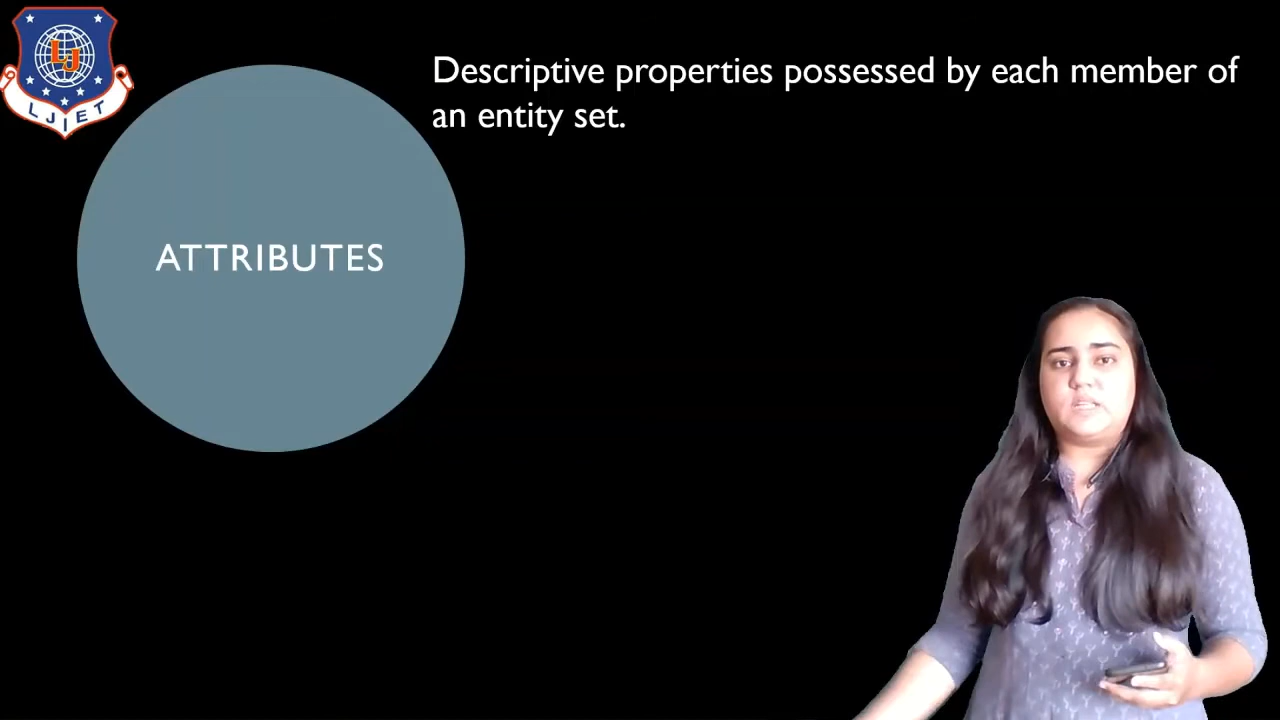 LJ
LJIET
Descriptive properties possessed by each member of
an entity set.
ATTRIBUTES